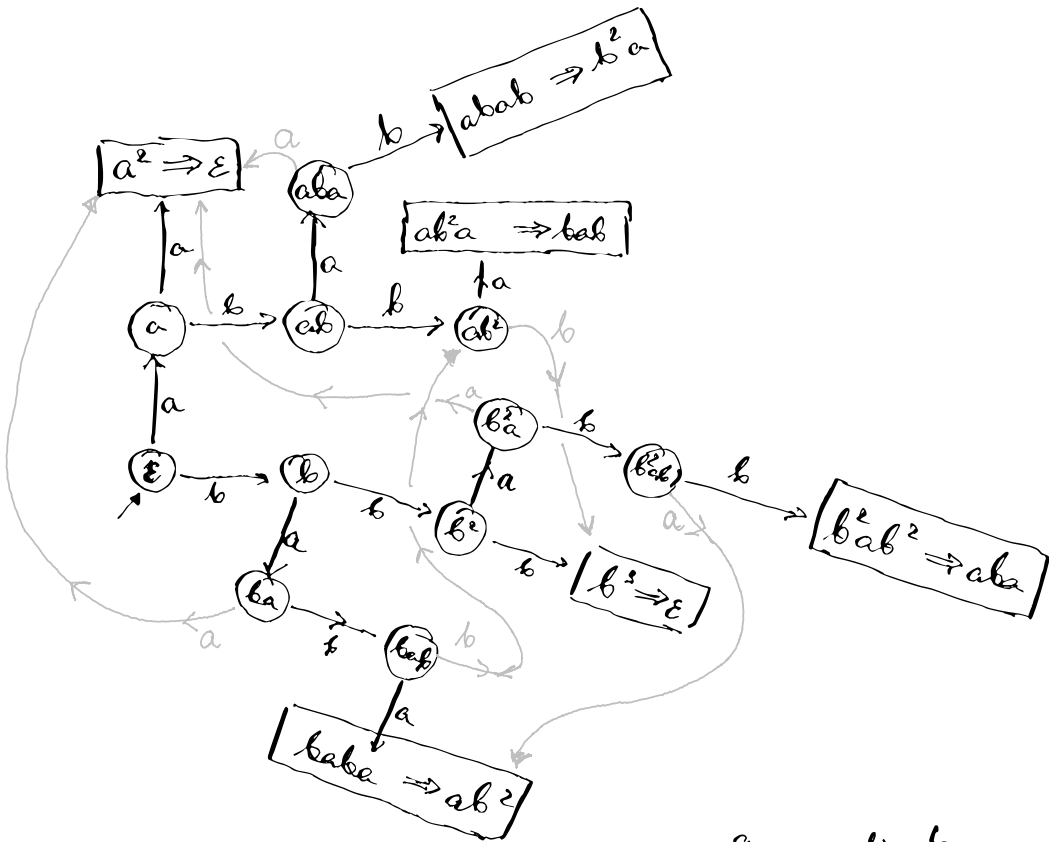 abab ⇒ b²a
b
a² ⇒ ε
a
aba
ab²a ⇒ bab
a
a
a
a
b
ab
b
ab²
b
a
a
b²a
b
ε
b
b
b
b²
a
b²ab
b
a
b²ab² ⇒ aba
a
b
b³ ⇒ ε
ba
a
b
bab
b
a
baba ⇒ ab²